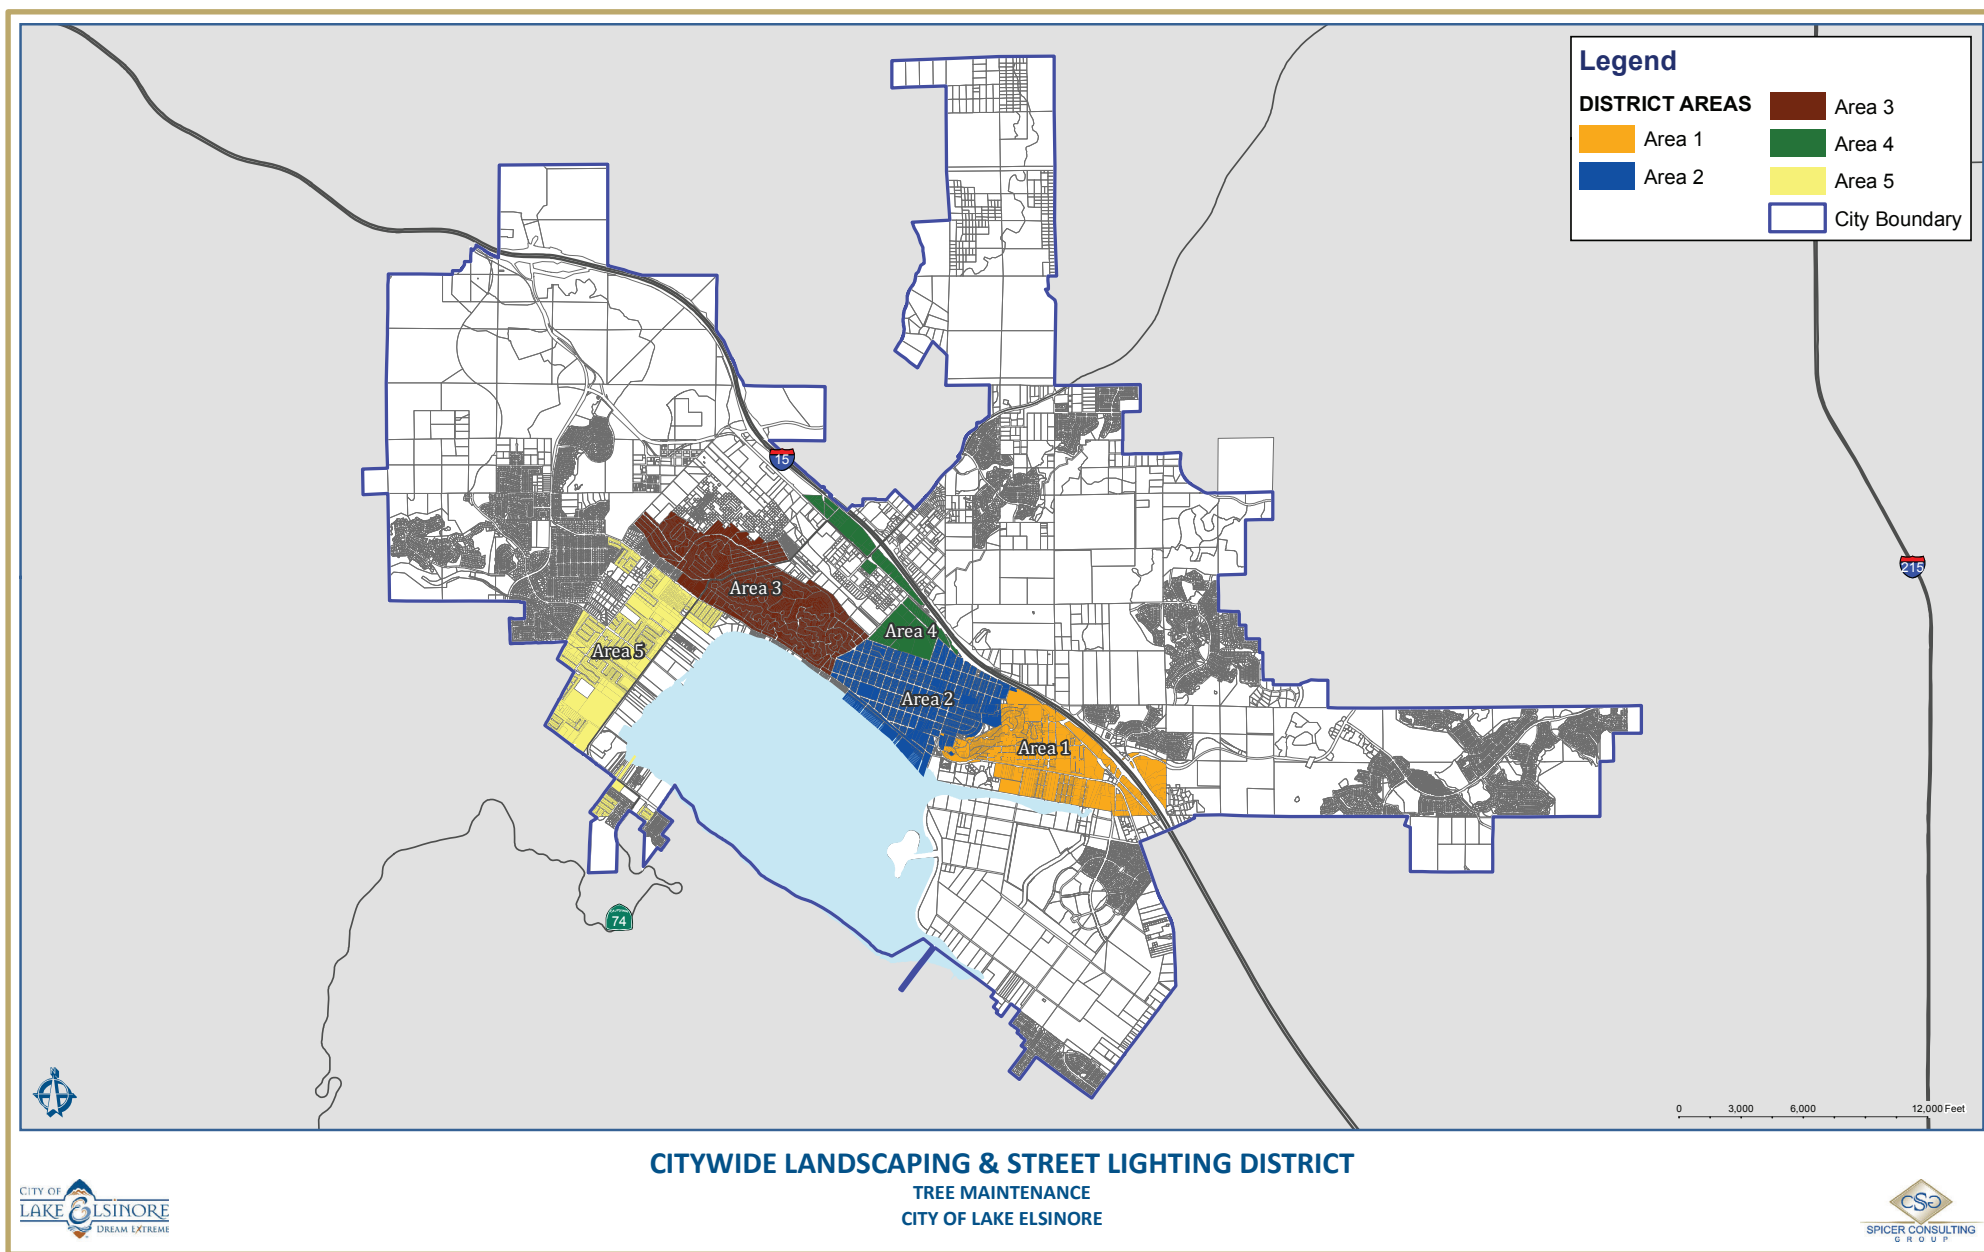 Legend
DISTRICT AREAS
Area 1
Area 2
Area 3
Area 4
Area 5
City Boundary
15
215
Area 3
Area 4
Area 5
Area 2
Area 1
CALIFORNIA
74
0 3,000 6,000 12,000 Feet
CITYWIDE LANDSCAPING & STREET LIGHTING DISTRICT
TREE MAINTENANCE
CITY OF LAKE ELSINORE
CITY OF
LAKE ELSINORE
DREAM EXTREME
CSG
SPICER CONSULTING
GROUP